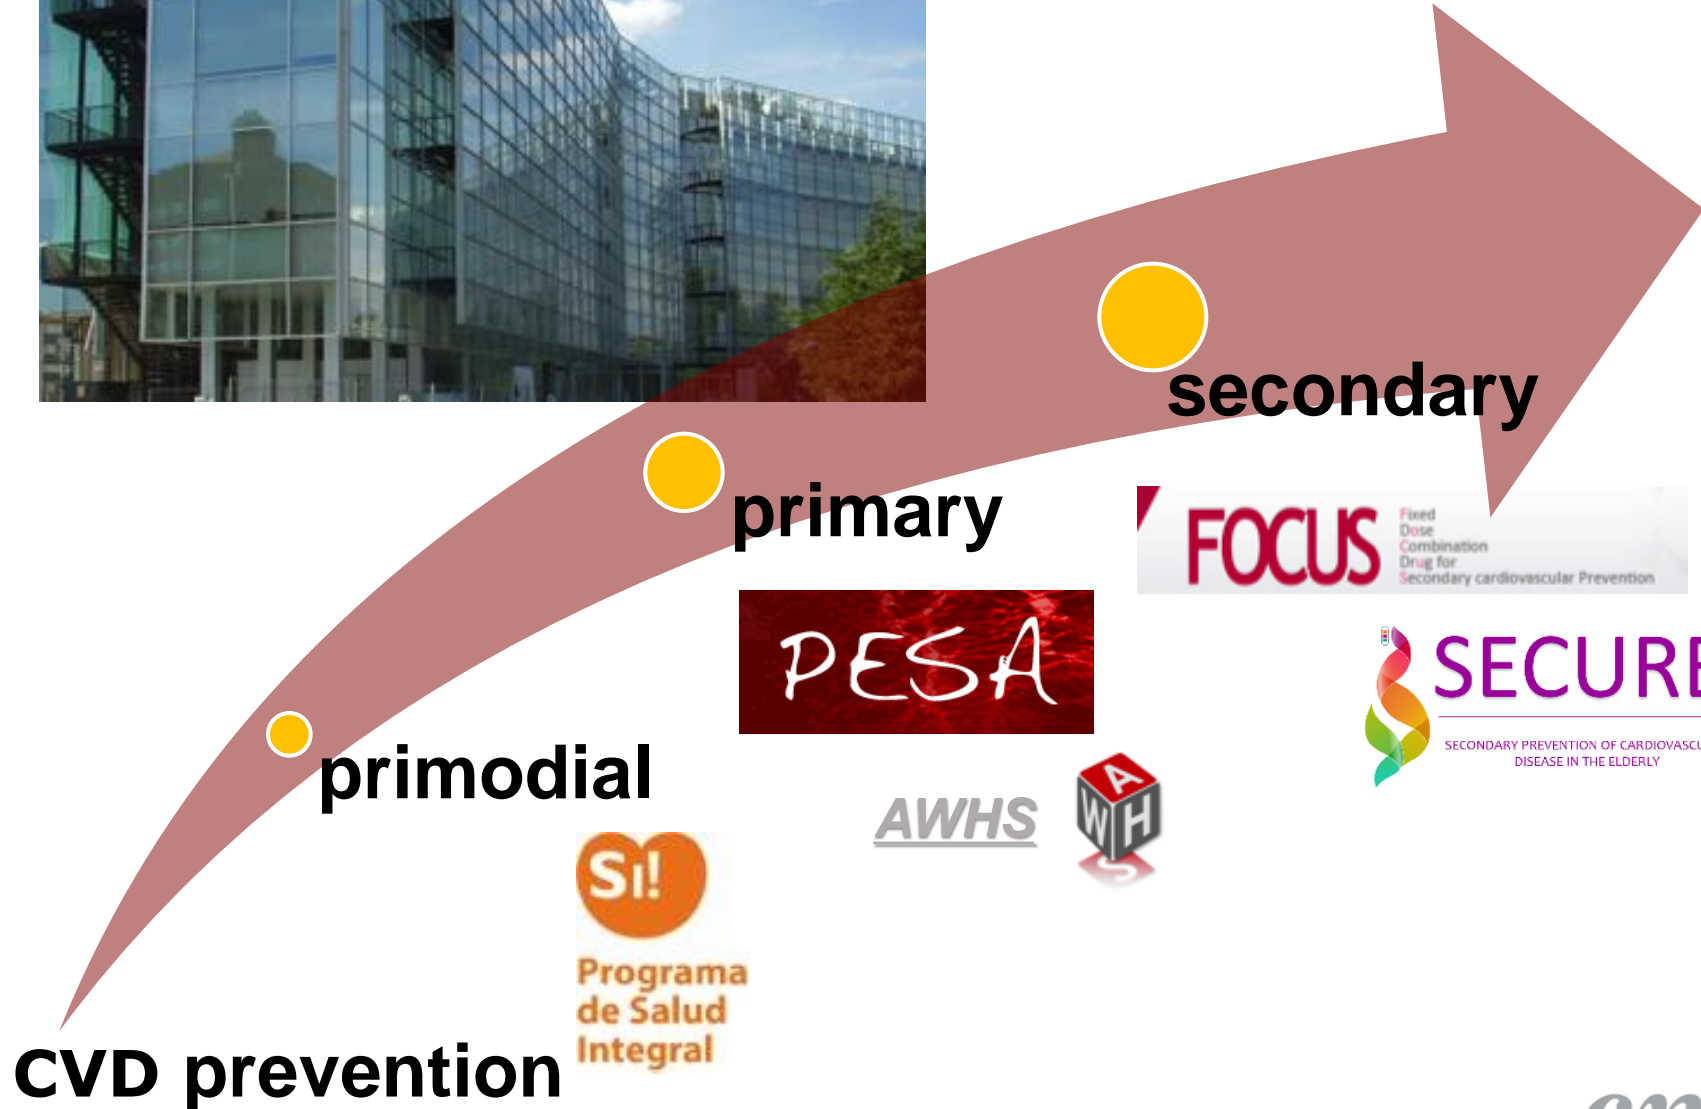 secondary
primary
FOCUS
Fixed
Dose
Combination
Drug for
Secondary cardiovascular Prevention
PESA
SECURE
SECONDARY PREVENTION OF CARDIOVASCU
DISEASE IN THE ELDERLY
primodial
AWHS
A
W H
S
Si!
Programa
de Salud
Integral
CVD prevention